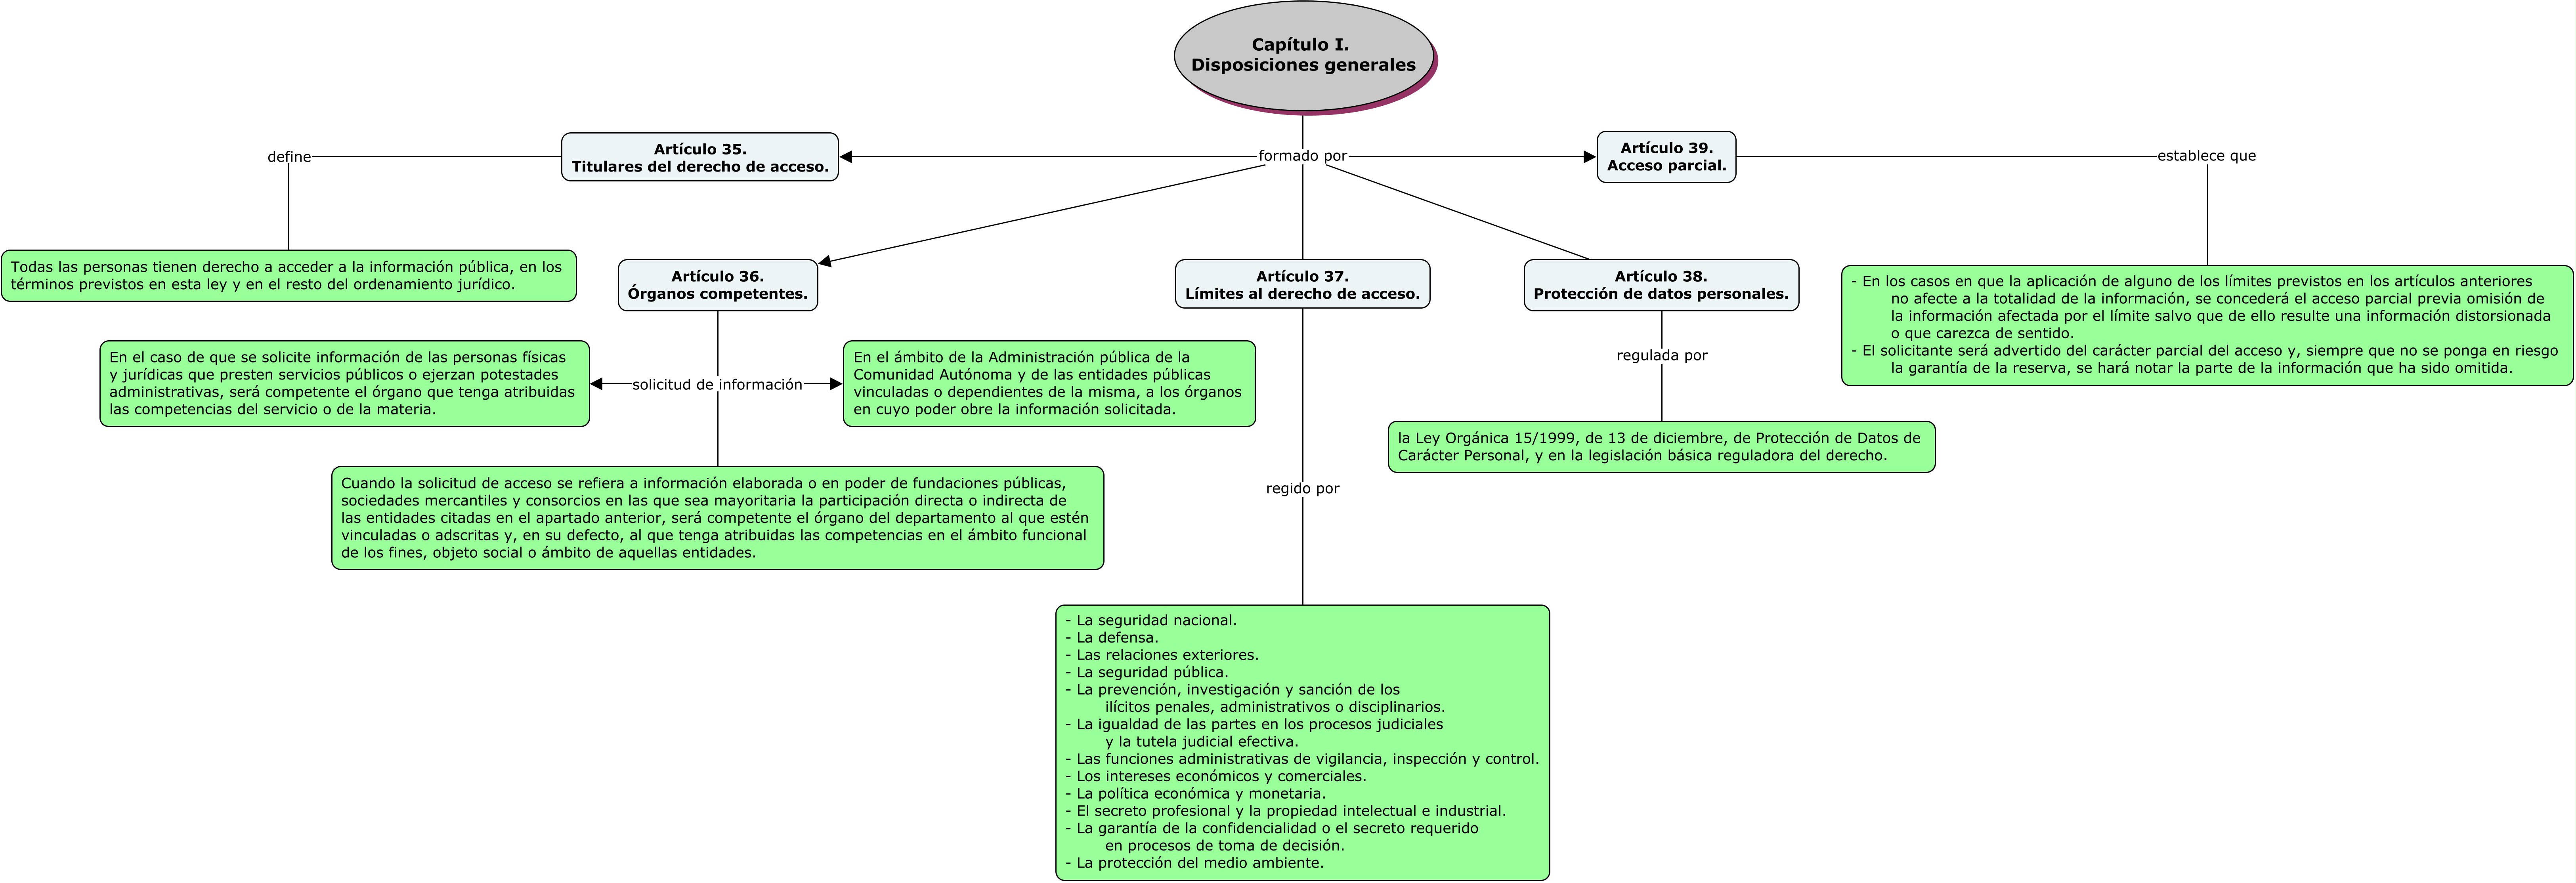 Capítulo I.
Disposiciones generales
formado por
Artículo 35.
Titulares del derecho de acceso.
define
Todas las personas tienen derecho a acceder a la información pública, en los
términos previstos en esta ley y en el resto del ordenamiento jurídico.
Artículo 36.
Órganos competentes.
solicitud de información
En el caso de que se solicite información de las personas físicas
y jurídicas que presten servicios públicos o ejerzan potestades
administrativas, será competente el órgano que tenga atribuidas
las competencias del servicio o de la materia.
En el ámbito de la Administración pública de la
Comunidad Autónoma y de las entidades públicas
vinculadas o dependientes de la misma, a los órganos
en cuyo poder obre la información solicitada.
Cuando la solicitud de acceso se refiera a información elaborada o en poder de fundaciones públicas,
sociedades mercantiles y consorcios en las que sea mayoritaria la participación directa o indirecta de
las entidades citadas en el apartado anterior, será competente el órgano del departamento al que estén
vinculadas o adscritas y, en su defecto, al que tenga atribuidas las competencias en el ámbito funcional
de los fines, objeto social o ámbito de aquellas entidades.
Artículo 37.
Límites al derecho de acceso.
regido por
- La seguridad nacional.
- La defensa.
- Las relaciones exteriores.
- La seguridad pública.
- La prevención, investigación y sanción de los
ilícitos penales, administrativos o disciplinarios.
- La igualdad de las partes en los procesos judiciales
y la tutela judicial efectiva.
- Las funciones administrativas de vigilancia, inspección y control.
- Los intereses económicos y comerciales.
- La política económica y monetaria.
- El secreto profesional y la propiedad intelectual e industrial.
- La garantía de la confidencialidad o el secreto requerido
en procesos de toma de decisión.
- La protección del medio ambiente.
Artículo 38.
Protección de datos personales.
regulada por
la Ley Orgánica 15/1999, de 13 de diciembre, de Protección de Datos de
Carácter Personal, y en la legislación básica reguladora del derecho.
Artículo 39.
Acceso parcial.
establece que
- En los casos en que la aplicación de alguno de los límites previstos en los artículos anteriores
no afecte a la totalidad de la información, se concederá el acceso parcial previa omisión de
la información afectada por el límite salvo que de ello resulte una información distorsionada
o que carezca de sentido.
- El solicitante será advertido del carácter parcial del acceso y, siempre que no se ponga en riesgo
la garantía de la reserva, se hará notar la parte de la información que ha sido omitida.